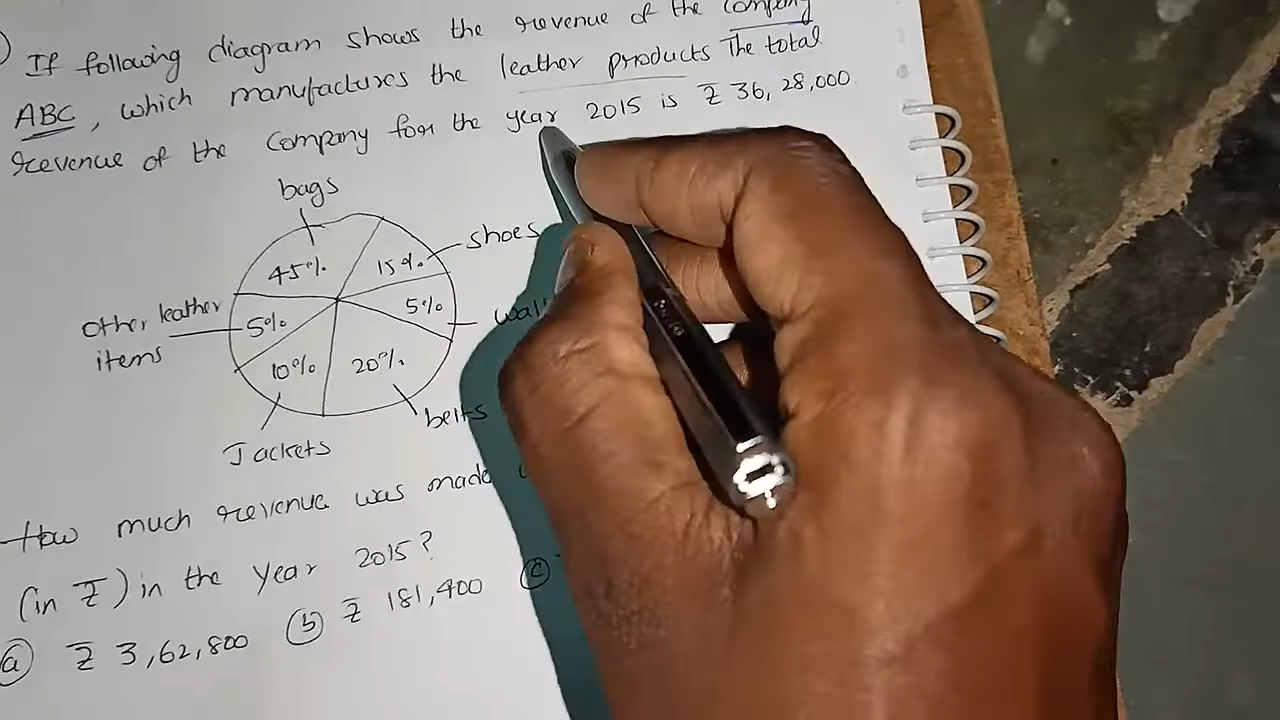 If following diagram shows the revenue of the company
ABC, which manufactures the leather products The total
revenue of the company for the year 2015 is ₹ 36,28,000.
bags
shoes
45%
15%
Other leather
items
5%
5%
10%
20%
belts
Jackets
How much revenue was made
(in ₹) in the year 2015?
(a) ₹ 3,62,800 (b) ₹ 181,400 (c)